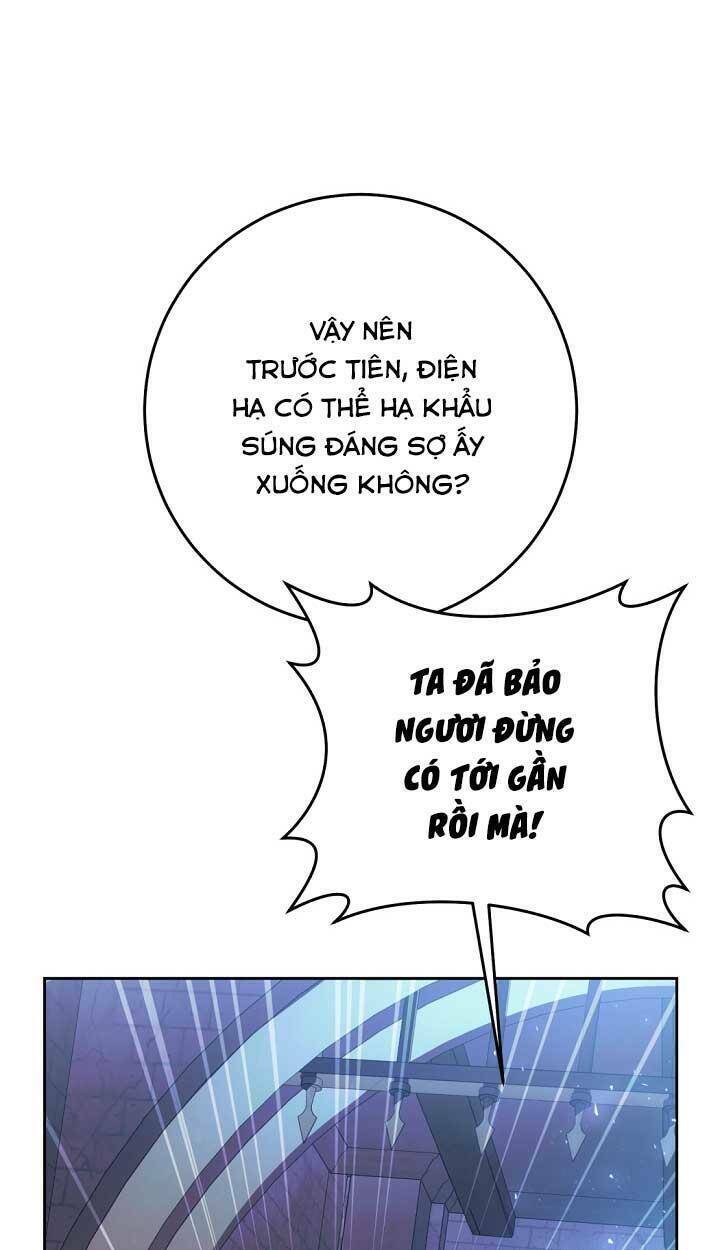 VẬY NÊN
TRƯỚC TIÊN, ĐIỆN
HẠ CÓ THỂ HẠ KHẨU
SÚNG ĐÁNG SỢ ẤY
XUỐNG KHÔNG?
TA ĐÃ BẢO
NGƯƠI ĐỪNG
CÓ TỚI GẦN
RỒI MÀ!